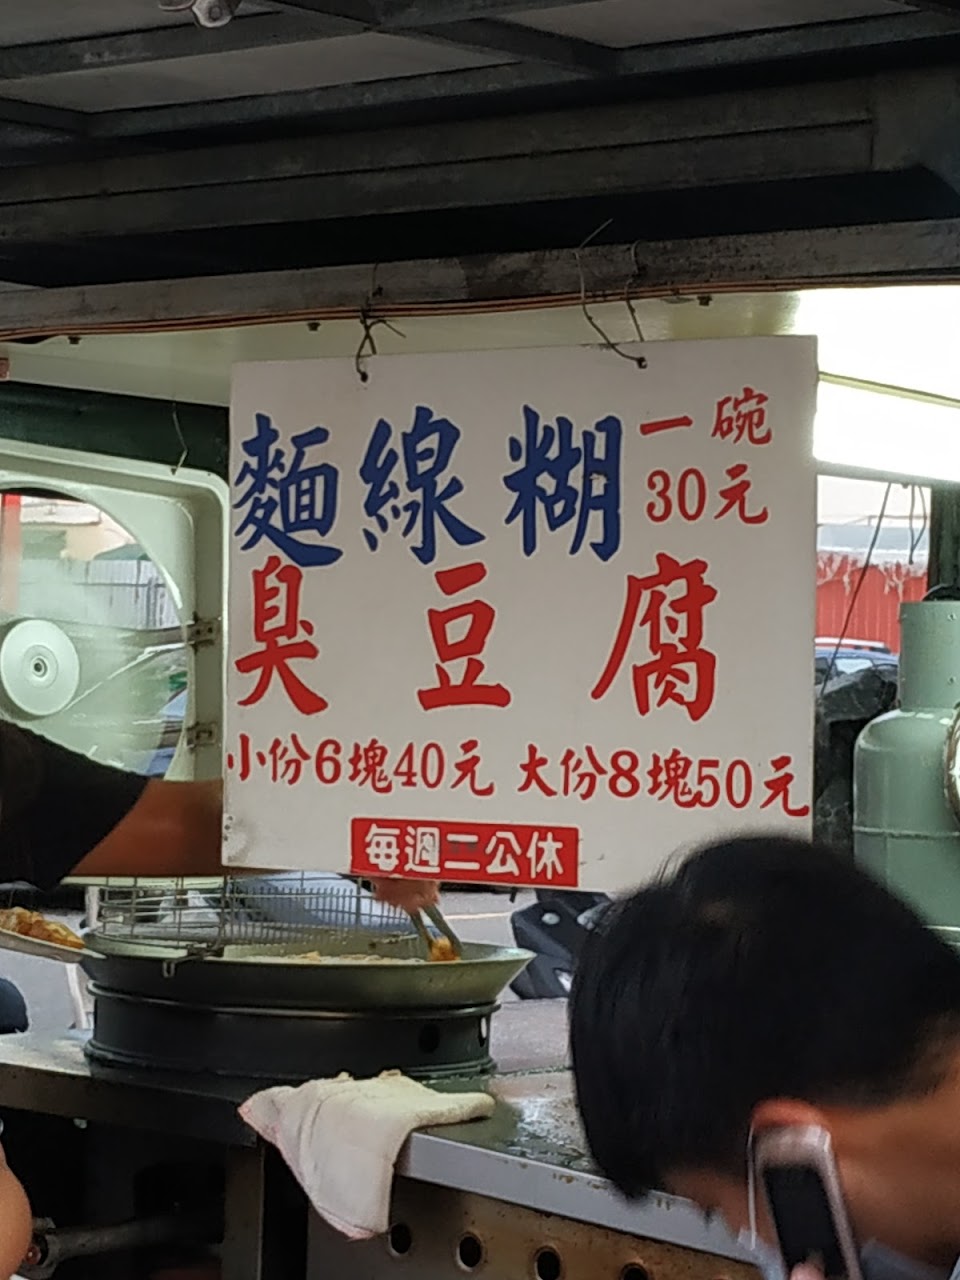 麵線糊 一碗
30元
臭豆腐
小份6塊40元 大份8塊50元
每週二公休